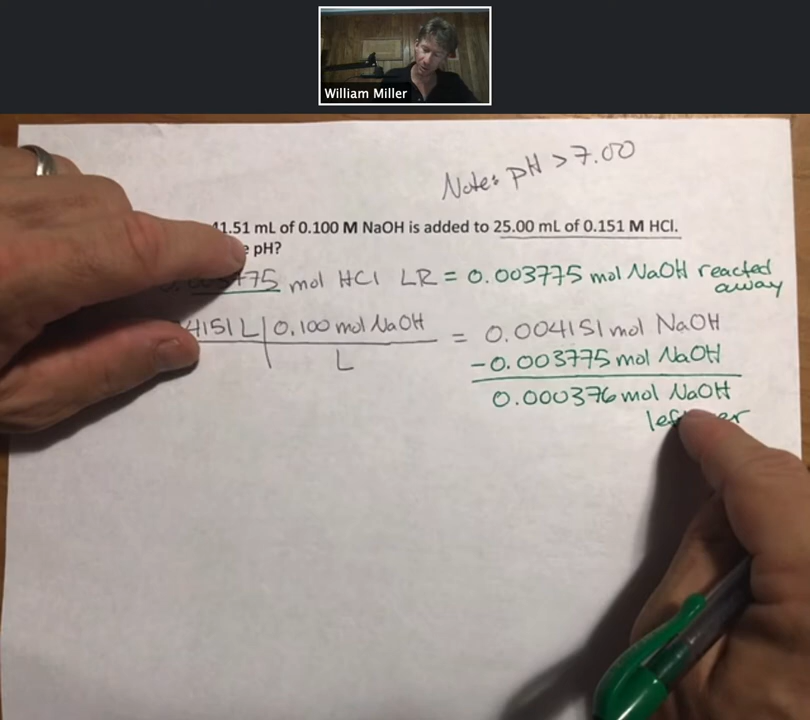 William Miller
Note: pH > 7.00
41.51 mL of 0.100 M NaOH is added to 25.00 mL of 0.151 M HCl.
pH?
mol HCl LR = 0.003775 mol NaOH reacted
away
4151 L | 0.100 mol NaOH = 0.004151 mol NaOH
L
-0.003775 mol NaOH
0.000376 mol NaOH